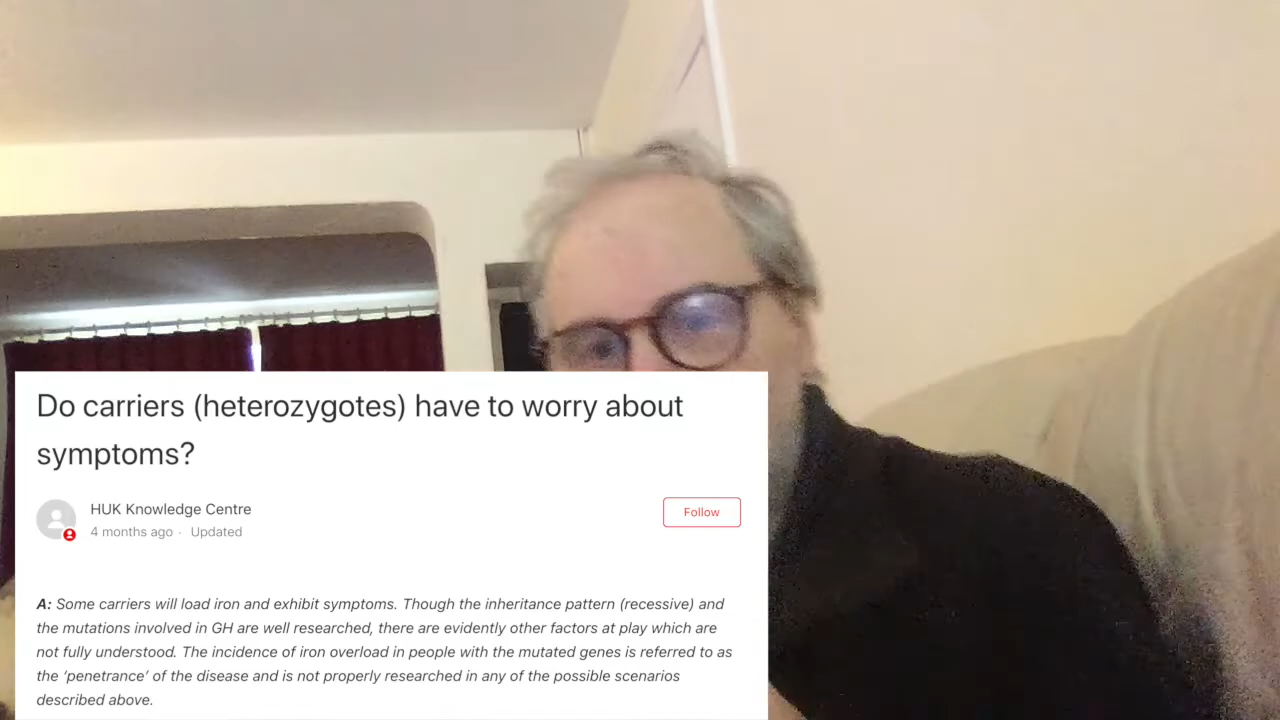 Do carriers (heterozygotes) have to worry about
symptoms?
HUK Knowledge Centre
Follow
4 months ago · Updated
A: Some carriers will load iron and exhibit symptoms. Though the inheritance pattern (recessive) and
the mutations involved in GH are well researched, there are evidently other factors at play which are
not fully understood. The incidence of iron overload in people with the mutated genes is referred to as
the ‘penetrance’ of the disease and is not properly researched in any of the possible scenarios
described above.